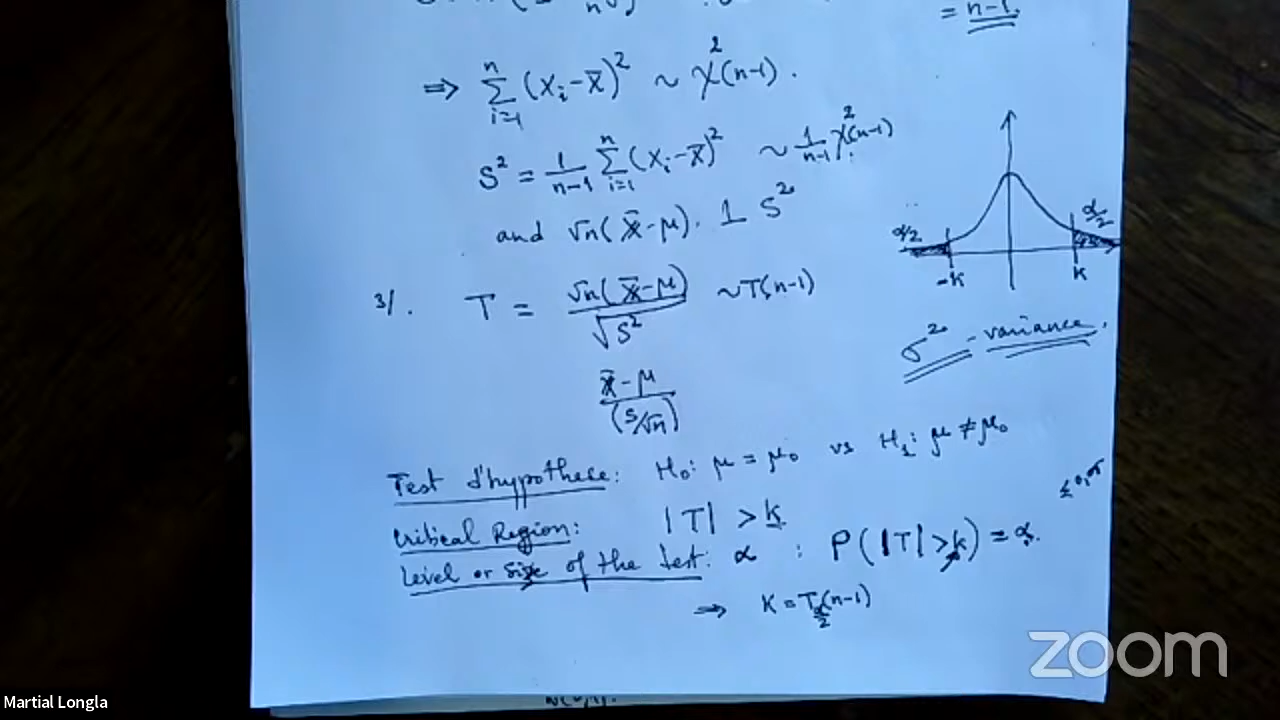 = n-1.
⇒ ∑_{i=1}^{n} (X_i - X̄)² ~ χ²(n-1).
S² = 1/(n-1) ∑_{i=1}^{n} (X_i - X̄)² ~ 1/(n-1) χ²(n-1)
and √n(X̄-μ). ⊥ S²
α/2 α/2
-k k
3/. T = √n(X̄-μ)/√S² ~ T(n-1)
σ² - variance.
(X̄-μ)/(S/√n)
Test d'hypothese: H₀: μ = μ₀ vs H₁: μ ≠ μ₀
Critical Region: |T| > k
Level or Size of the test: α : P(|T| > k) = α.
⇒ K = T_{α/2}(n-1)
zoom
Martial Longla